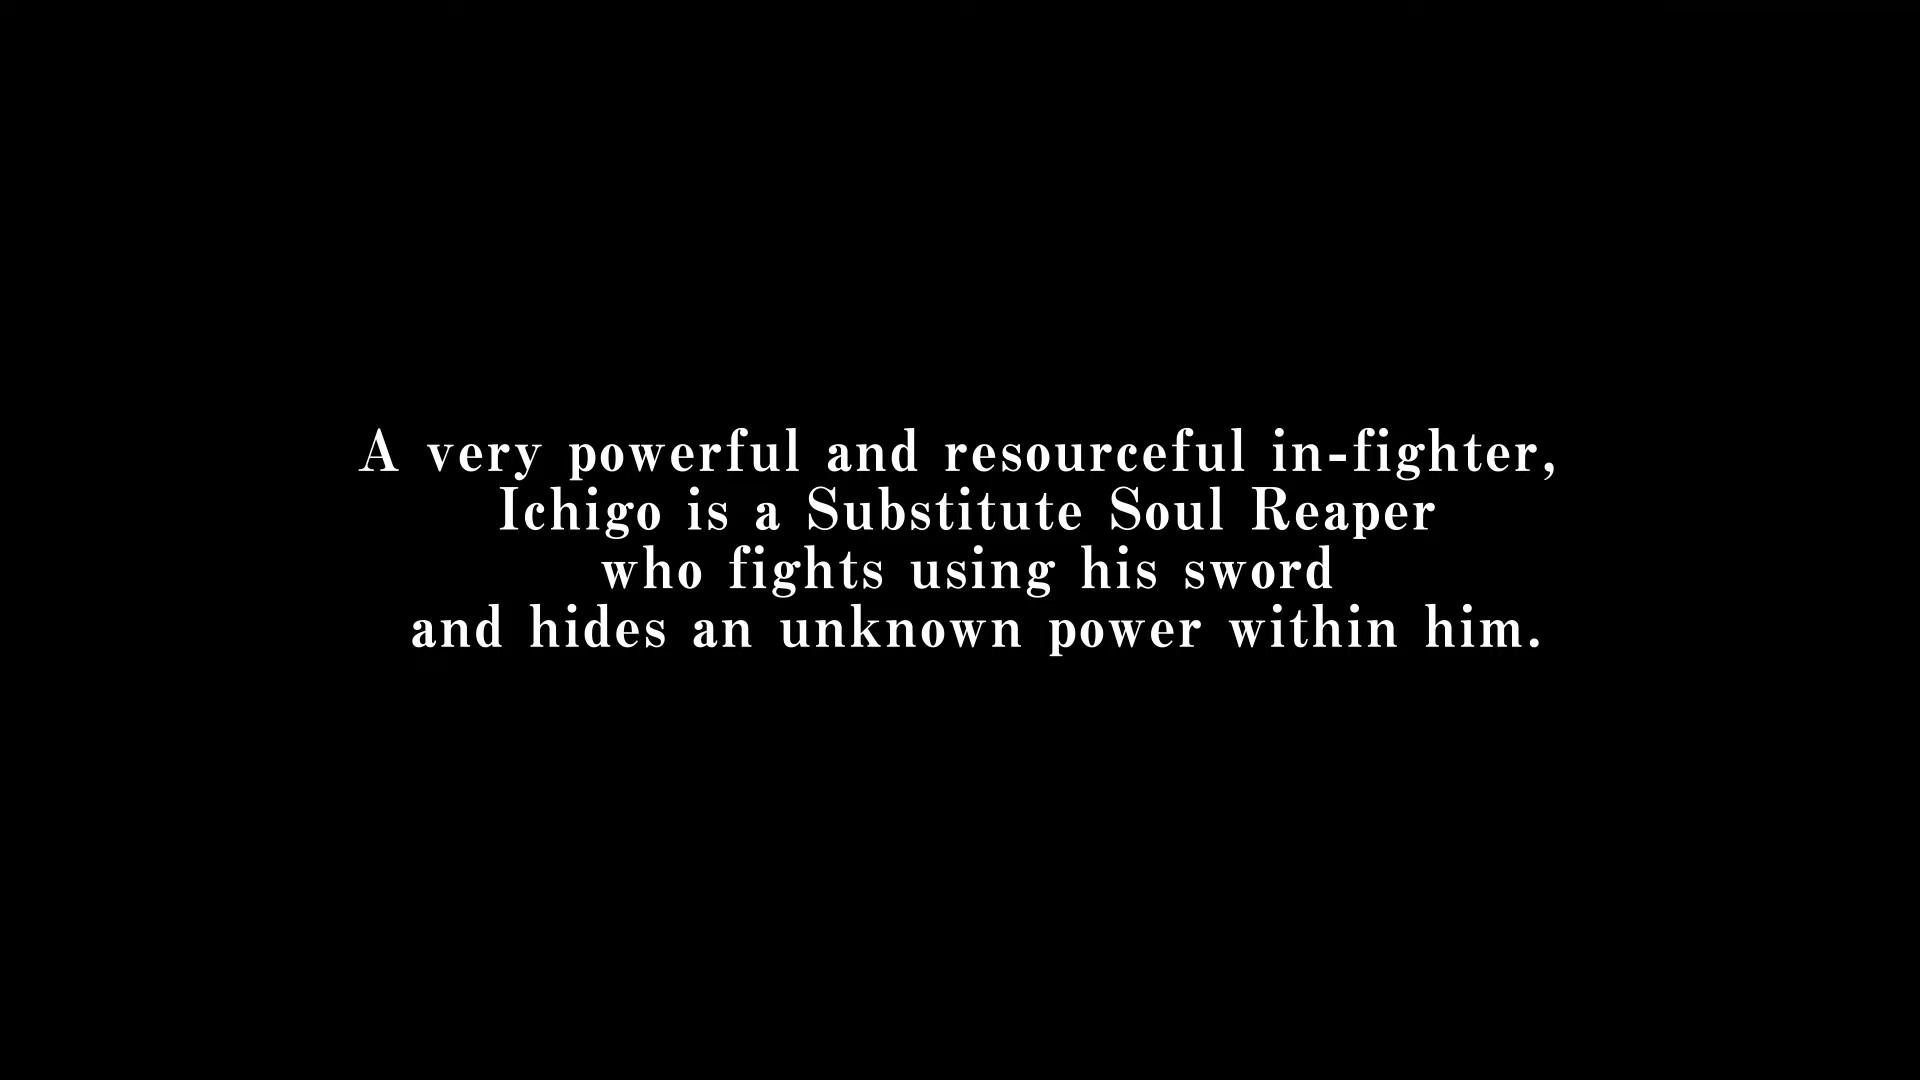 A very powerful and resourceful in-fighter,
Ichigo is a Substitute Soul Reaper
who fights using his sword
and hides an unknown power within him.